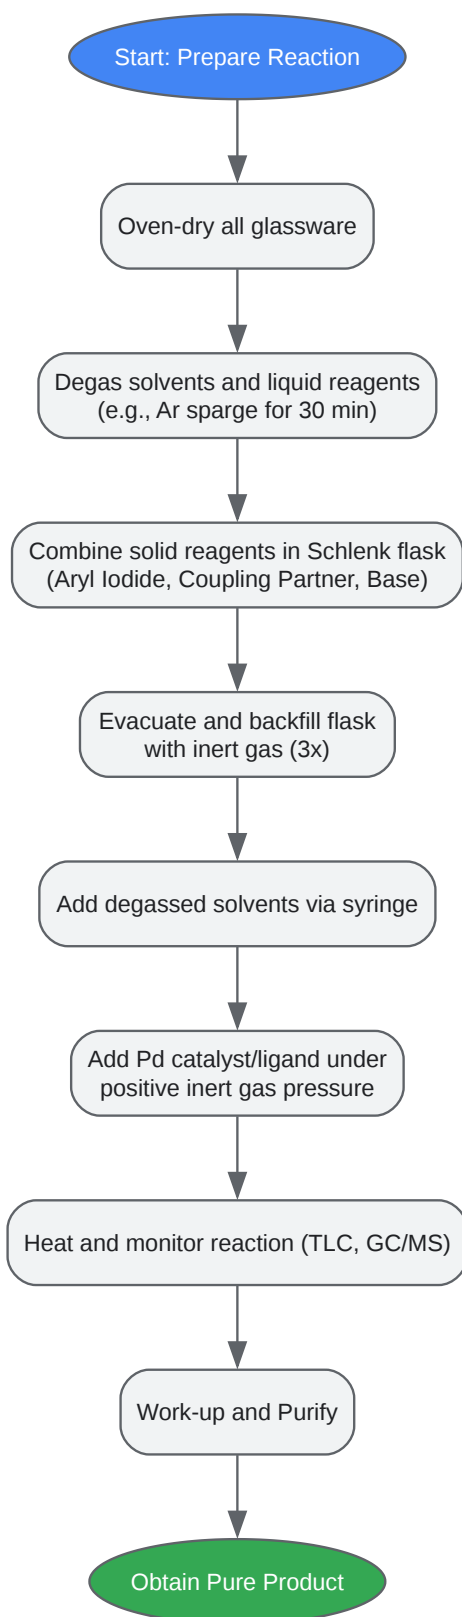 Start: Prepare Reaction
Oven-dry all glassware
Degas solvents and liquid reagents
(e.g., Ar sparge for 30 min)
Combine solid reagents in Schlenk flask
(Aryl Iodide, Coupling Partner, Base)
Evacuate and backfill flask
with inert gas (3x)
Add degassed solvents via syringe
Add Pd catalyst/ligand under
positive inert gas pressure
Heat and monitor reaction (TLC, GC/MS)
Work-up and Purify
Obtain Pure Product